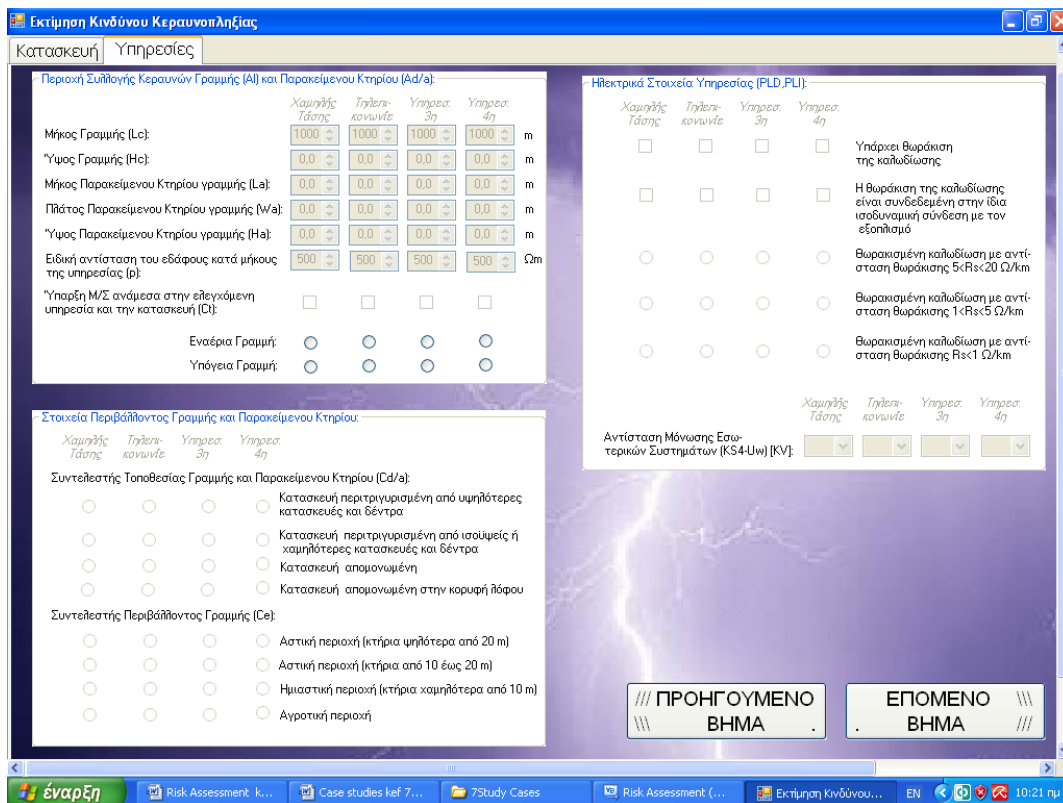 Εκτίμηση Κινδύνου Κεραυνοπληξίας
Κατασκευή Υπηρεσίες
Περιοχή Συλλογής Κεραυνών Γραμμής (Al) και Παρακείμενου Κτηρίου (Ad/a):
Χαμηλής Τηλεπι- Υπηρεσ. Υπηρεσ.
Τάσης κονωνίε 3η 4η
Μήκος Γραμμής (Lc): 1000 1000 1000 1000 m
Ύψος Γραμμής (Hc): 0,0 0,0 0,0 0,0 m
Μήκος Παρακείμενου Κτηρίου γραμμής (La): 0,0 0,0 0,0 0,0 m
Πλάτος Παρακείμενου Κτηρίου γραμμής (Wa): 0,0 0,0 0,0 0,0 m
Ύψος Παρακείμενου Κτηρίου γραμμής (Ha): 0,0 0,0 0,0 0,0 m
Ειδική αντίσταση του εδάφους κατά μήκους
της υπηρεσίας (p): 500 500 500 500 Ωm
Ύπαρξη Μ/Σ ανάμεσα στην ελεγχόμενη
υπηρεσία και την κατασκευή (Ct):
Εναέρια Γραμμή:
Υπόγεια Γραμμή:
Στοιχεία Περιβάλλοντος Γραμμής και Παρακείμενου Κτηρίου:
Χαμηλής Τηλεπι- Υπηρεσ. Υπηρεσ.
Τάσης κονωνίε 3η 4η
Συντελεστής Τοποθεσίας Γραμμής και Παρακείμενου Κτηρίου (Cd/a):
Κατασκευή περιτριγυρισμένη από υψηλότερες
κατασκευές και δέντρα
Κατασκευή περιτριγυρισμένη από ισοϋψείς ή
χαμηλότερες κατασκευές και δέντρα
Κατασκευή απομονωμένη
Κατασκευή απομονωμένη στην κορυφή λόφου
Συντελεστής Περιβάλλοντος Γραμμής (Ce):
Αστική περιοχή (κτήρια ψηλότερα από 20 m)
Αστική περιοχή (κτήρια από 10 έως 20 m)
Ημιαστική περιοχή (κτήρια χαμηλότερα από 10 m)
Αγροτική περιοχή
Ηλεκτρικά Στοιχεία Υπηρεσίας (PLD,PLI):
Χαμηλής Τηλεπι- Υπηρεσ. Υπηρεσ.
Τάσης κονωνίε 3η 4η
Υπάρχει θωράκιση
της καλωδίωσης
Η θωράκιση της καλωδίωσης
είναι συνδεδεμένη στην ίδια
ισοδυναμική σύνδεση με τον
εξοπλισμό
Θωρακισμένη καλωδίωση με αντί-
σταση θωράκισης 5<Rs<20 Ω/km
Θωρακισμένη καλωδίωση με αντί-
σταση θωράκισης 1<Rs<5 Ω/km
Θωρακισμένη καλωδίωση με αντί-
σταση θωράκισης Rs<1 Ω/km
Χαμηλής Τηλεπι- Υπηρεσ. Υπηρεσ.
Τάσης κονωνίε 3η 4η
Αντίσταση Μόνωσης Εσω-
τερικών Συστημάτων (KS4-Uw) [KV]:
/// ΠΡΟΗΓΟΥΜΕΝΟ
\\\ ΒΗΜΑ .
ΕΠΟΜΕΝΟ \\\
. ΒΗΜΑ ///
έναρξη Risk Assessment κ... Case studies kef 7... 7Study Cases Risk Assessment (... Εκτίμηση Κινδύνου... EN 10:21 πμ